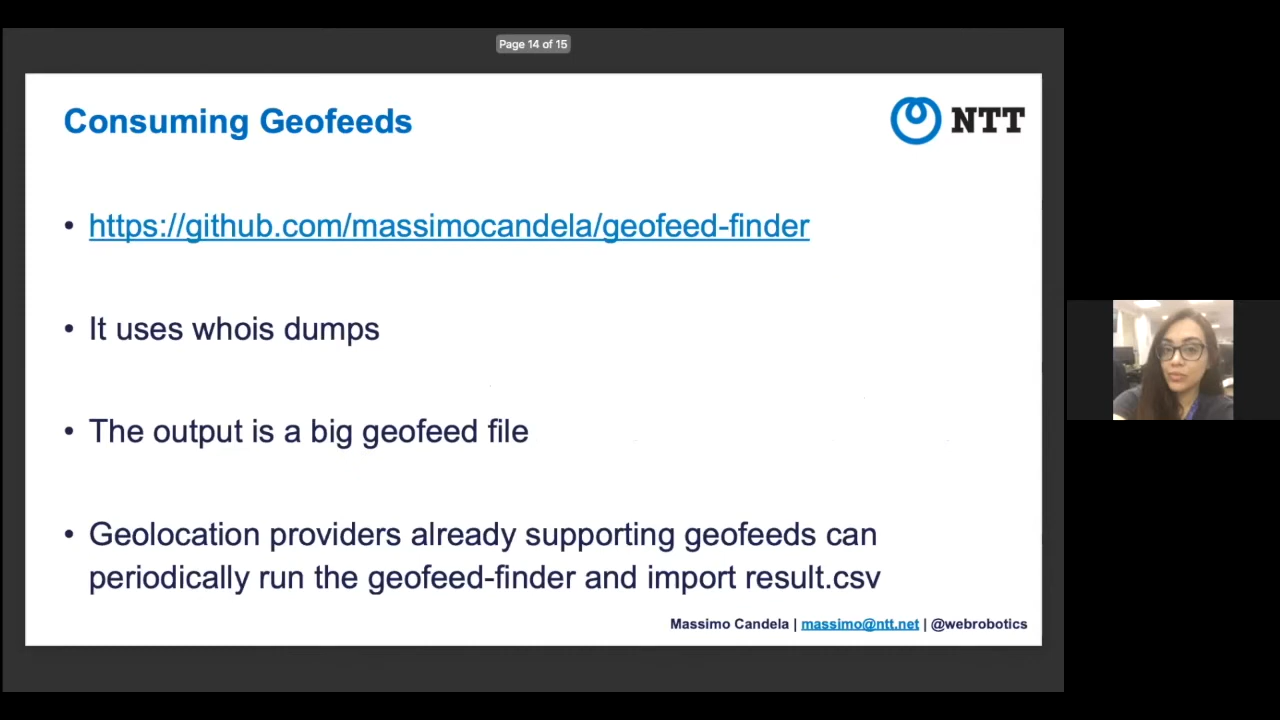 Page 14 of 15
Consuming Geofeeds
NTT
• https://github.com/massimocandela/geofeed-finder
• It uses whois dumps
• The output is a big geofeed file
• Geolocation providers already supporting geofeeds can
periodically run the geofeed-finder and import result.csv
Massimo Candela | massimo@ntt.net | @webrobotics